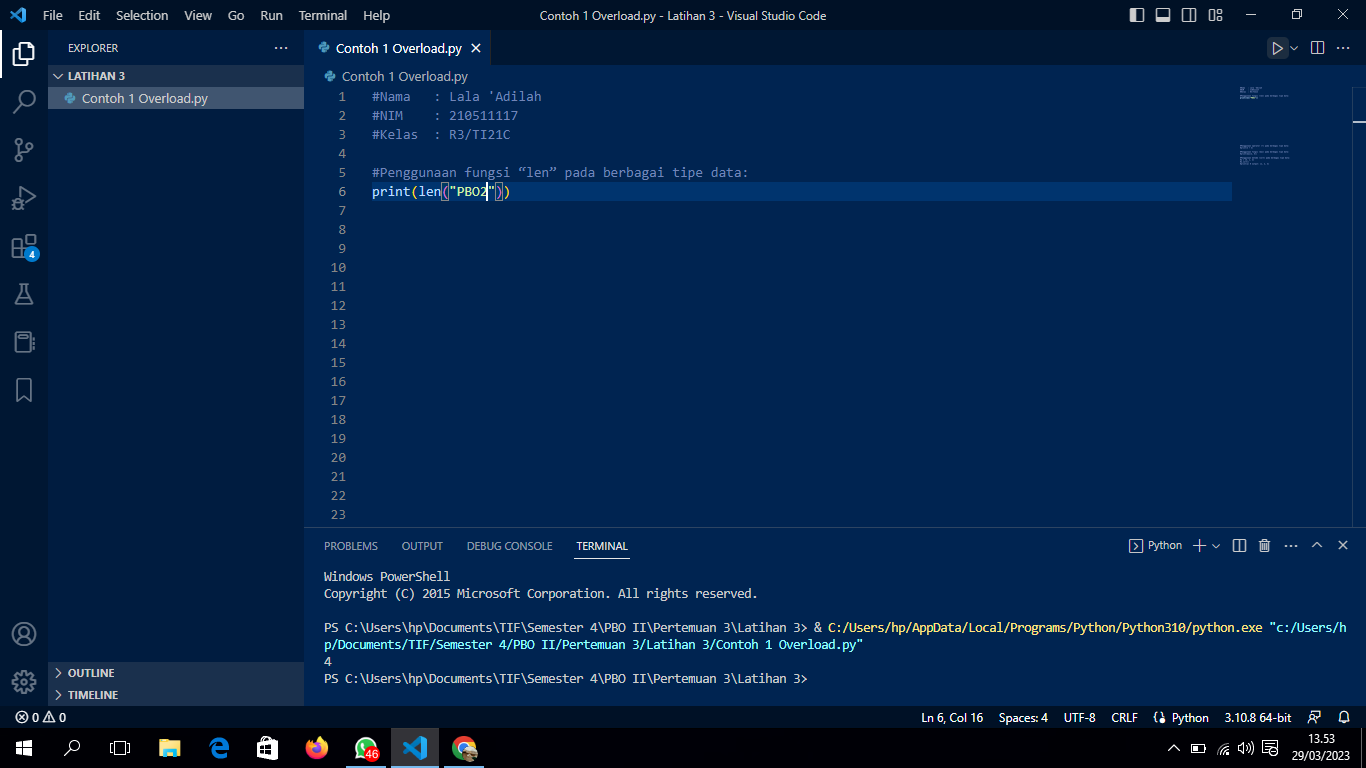 File Edit Selection View Go Run Terminal Help
Contoh 1 Overload.py - Latihan 3 - Visual Studio Code
EXPLORER
LATIHAN 3
Contoh 1 Overload.py
OUTLINE
TIMELINE
4
Contoh 1 Overload.py
Contoh 1 Overload.py
1 #Nama : Lala 'Adilah
2 #NIM : 210511117
3 #Kelas : R3/TI21C
4
5 #Penggunaan fungsi “len” pada berbagai tipe data:
6 print(len("PBO2"))
7
8
9
10
11
12
13
14
15
16
17
18
19
20
21
22
23
PROBLEMS OUTPUT DEBUG CONSOLE TERMINAL
Python
Windows PowerShell
Copyright (C) 2015 Microsoft Corporation. All rights reserved.
PS C:\Users\hp\Documents\TIF\Semester 4\PBO II\Pertemuan 3\Latihan 3> & C:/Users/hp/AppData/Local/Programs/Python/Python310/python.exe "c:/Users/h
p/Documents/TIF/Semester 4/PBO II/Pertemuan 3/Latihan 3/Contoh 1 Overload.py"
4
PS C:\Users\hp\Documents\TIF\Semester 4\PBO II\Pertemuan 3\Latihan 3>
0 0
Ln 6, Col 16 Spaces: 4 UTF-8 CRLF Python 3.10.8 64-bit
46
13.53
29/03/2023